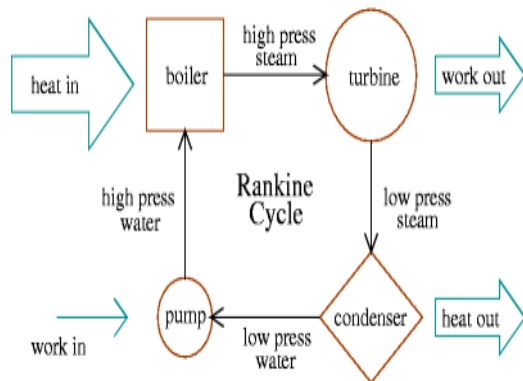 high press
steam
heat in
boiler
turbine
work out
Rankine
Cycle
high press
water
low press
steam
work in
pump
low press
water
condenser
heat out